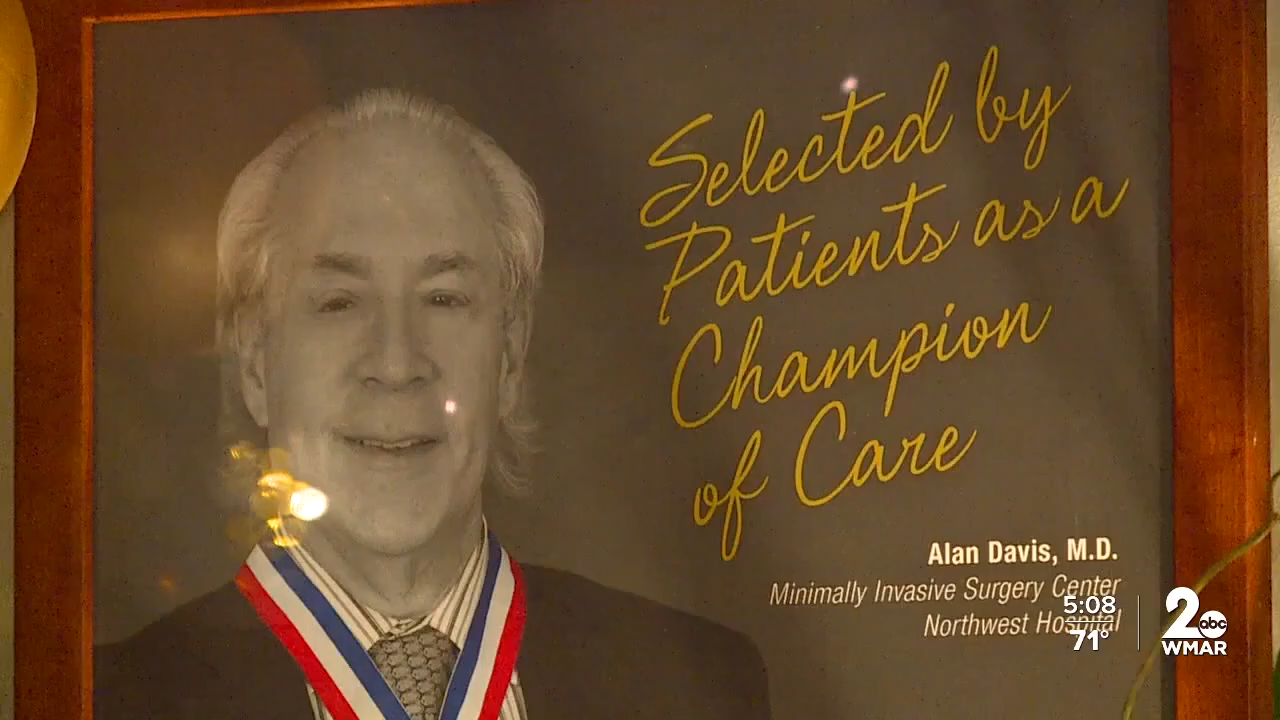 Selected by
Patients as a
Champion
of Care
Alan Davis, M.D.
Minimally Invasive Surgery Center
Northwest Hospital
5:08
71°
2 abc
WMAR